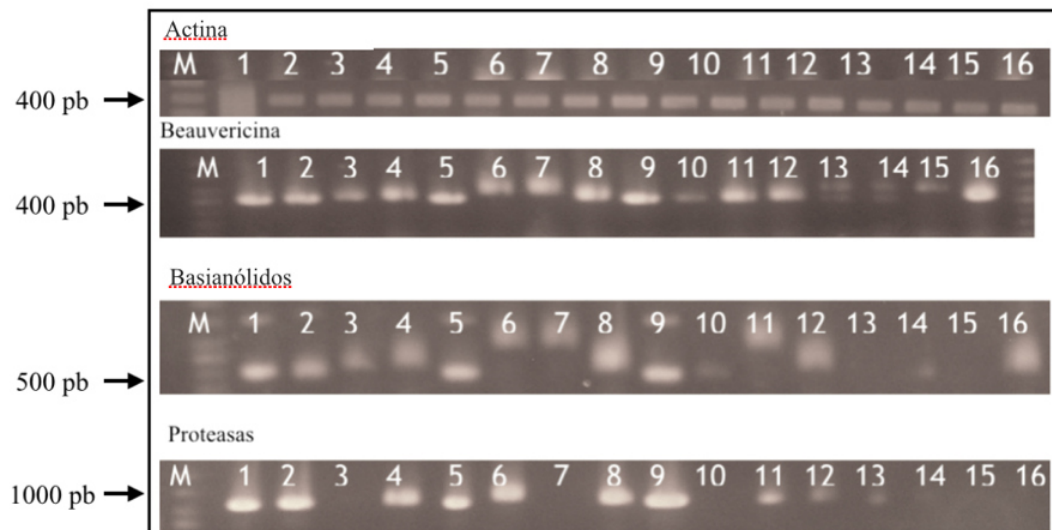 Actina
M 1 2 3 4 5 6 7 8 9 10 11 12 13 14 15 16
400 pb
Beauvericina
M 1 2 3 4 5 6 7 8 9 10 11 12 13 14 15 16
400 pb
Basianólidos
M 1 2 3 4 5 6 7 8 9 10 11 12 13 14 15 16
500 pb
Proteasas
M 1 2 3 4 5 6 7 8 9 10 11 12 13 14 15 16
1000 pb